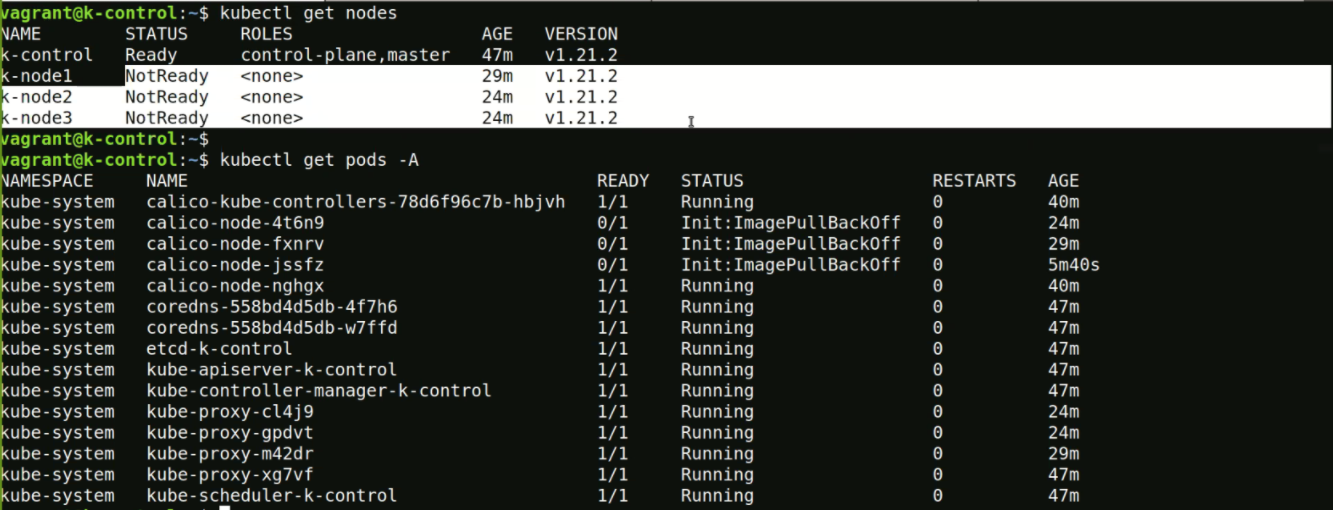 vagrant@k-control:~$ kubectl get nodes
NAME STATUS ROLES AGE VERSION
k-control Ready control-plane,master 47m v1.21.2
k-node1 NotReady <none> 29m v1.21.2
k-node2 NotReady <none> 24m v1.21.2
k-node3 NotReady <none> 24m v1.21.2
vagrant@k-control:~$
vagrant@k-control:~$ kubectl get pods -A
NAMESPACE NAME READY STATUS RESTARTS AGE
kube-system calico-kube-controllers-78d6f96c7b-hbjvh 1/1 Running 0 40m
kube-system calico-node-4t6n9 0/1 Init:ImagePullBackOff 0 24m
kube-system calico-node-fxnrv 0/1 Init:ImagePullBackOff 0 29m
kube-system calico-node-jssfz 0/1 Init:ImagePullBackOff 0 5m40s
kube-system calico-node-nghgx 1/1 Running 0 40m
kube-system coredns-558bd4d5db-4f7h6 1/1 Running 0 47m
kube-system coredns-558bd4d5db-w7ffd 1/1 Running 0 47m
kube-system etcd-k-control 1/1 Running 0 47m
kube-system kube-apiserver-k-control 1/1 Running 0 47m
kube-system kube-controller-manager-k-control 1/1 Running 0 47m
kube-system kube-proxy-cl4j9 1/1 Running 0 24m
kube-system kube-proxy-gpdvt 1/1 Running 0 24m
kube-system kube-proxy-m42dr 1/1 Running 0 29m
kube-system kube-proxy-xg7vf 1/1 Running 0 47m
kube-system kube-scheduler-k-control 1/1 Running 0 47m